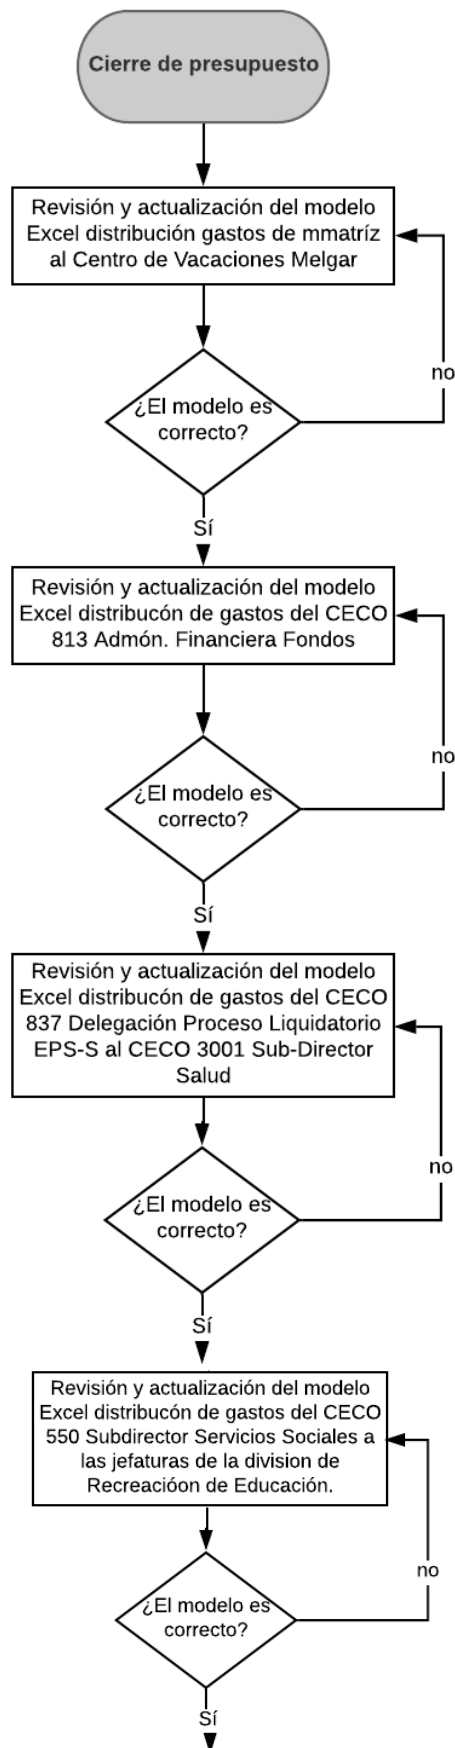 Cierre de presupuesto
Revisión y actualización del modelo
Excel distribución gastos de mmatríz
al Centro de Vacaciones Melgar
no
¿El modelo es
correcto?
Sí
Revisión y actualización del modelo
Excel distribucón de gastos del CECO
813 Admón. Financiera Fondos
no
¿El modelo es
correcto?
Sí
Revisión y actualización del modelo
Excel distribucón de gastos del CECO
837 Delegación Proceso Liquidatorio
EPS-S al CECO 3001 Sub-Director
Salud
no
¿El modelo es
correcto?
Sí
Revisión y actualización del modelo
Excel distribucón de gastos del CECO
550 Subdirector Servicios Sociales a
las jefaturas de la division de
Recreacióon de Educación.
no
¿El modelo es
correcto?
Sí